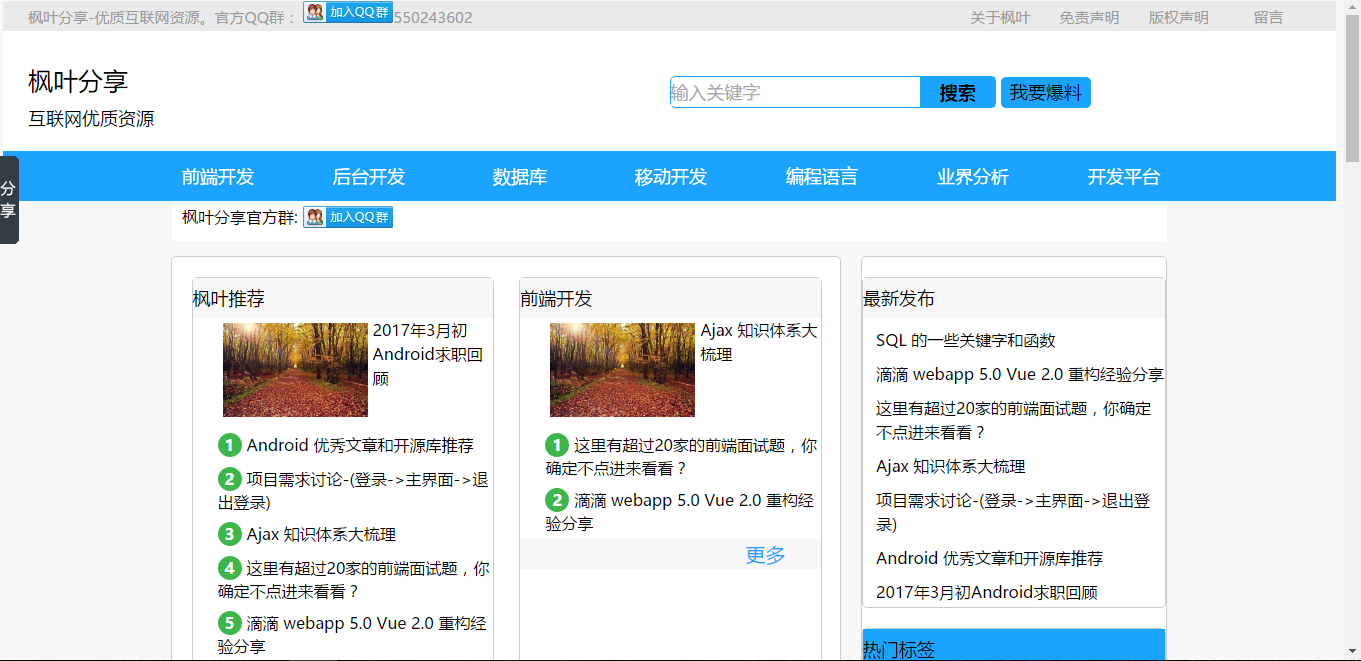 枫叶分享-优质互联网资源。官方QQ群： 加入QQ群 550243602
关于枫叶 免责声明 版权声明 留言
枫叶分享
互联网优质资源
输入关键字 搜索 我要爆料
分
享
前端开发 后台开发 数据库 移动开发 编程语言 业界分析 开发平台
枫叶分享官方群: 加入QQ群
枫叶推荐
2017年3月初
Android求职回
顾
1 Android 优秀文章和开源库推荐
2 项目需求讨论-(登录->主界面->退
出登录)
3 Ajax 知识体系大梳理
4 这里有超过20家的前端面试题，你
确定不点进来看看？
5 滴滴 webapp 5.0 Vue 2.0 重构经
验分享
前端开发
Ajax 知识体系大
梳理
1 这里有超过20家的前端面试题，你
确定不点进来看看？
2 滴滴 webapp 5.0 Vue 2.0 重构经
验分享
更多
最新发布
SQL 的一些关键字和函数
滴滴 webapp 5.0 Vue 2.0 重构经验分享
这里有超过20家的前端面试题，你确定
不点进来看看？
Ajax 知识体系大梳理
项目需求讨论-(登录->主界面->退出登
录)
Android 优秀文章和开源库推荐
2017年3月初Android求职回顾
热门标签